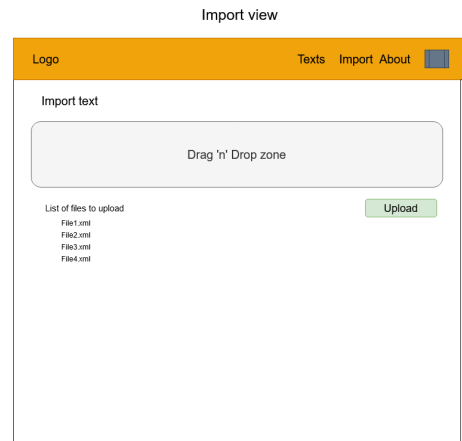 Import view
Logo Texts Import About
Import text
Drag 'n' Drop zone
List of files to upload Upload
File1.xml
File2.xml
File3.xml
File4.xml